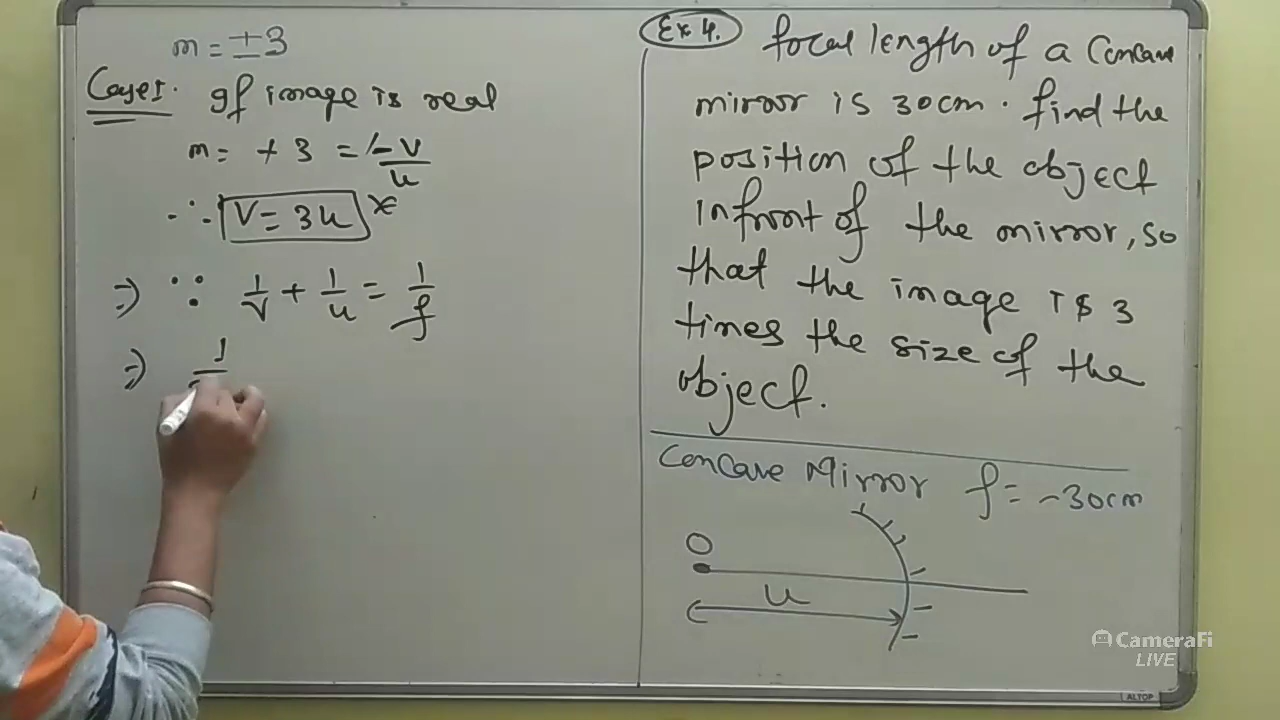 m = ±3
Case I. If image is real
m = + 3 = -v/u
∴ v = 3u *
⇒ ∵ 1/v + 1/u = 1/f
⇒ 1
Ex 4. focal length of a Concave
mirror is 30cm. find the
position of the object
infront of the mirror, so
that the image is 3
times the size of the
object.
Concave Mirror f = -30cm
O
u
CameraFi
LIVE
ALTOP